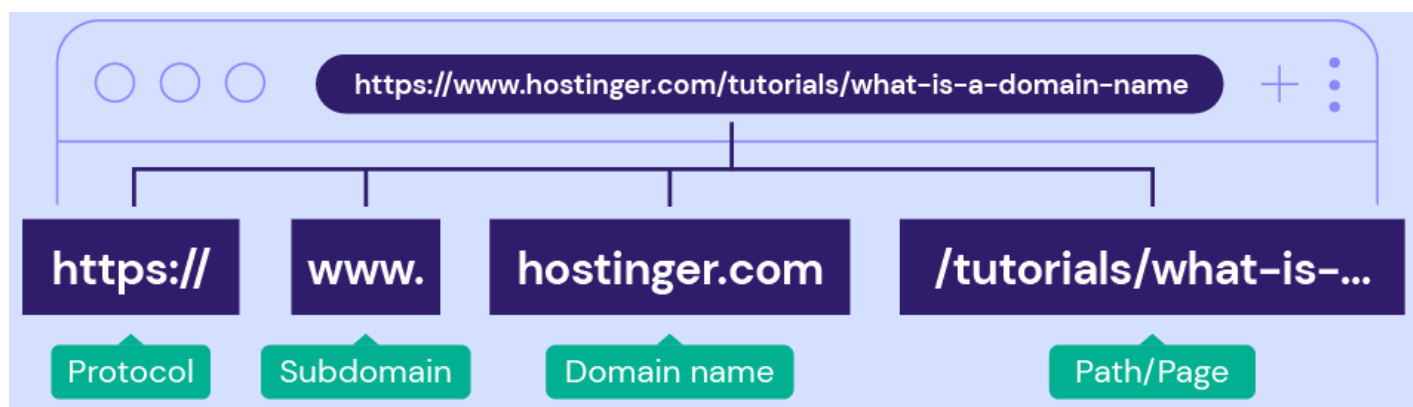 https://www.hostinger.com/tutorials/what-is-a-domain-name
https:// www. hostinger.com /tutorials/what-is-...
Protocol Subdomain Domain name Path/Page